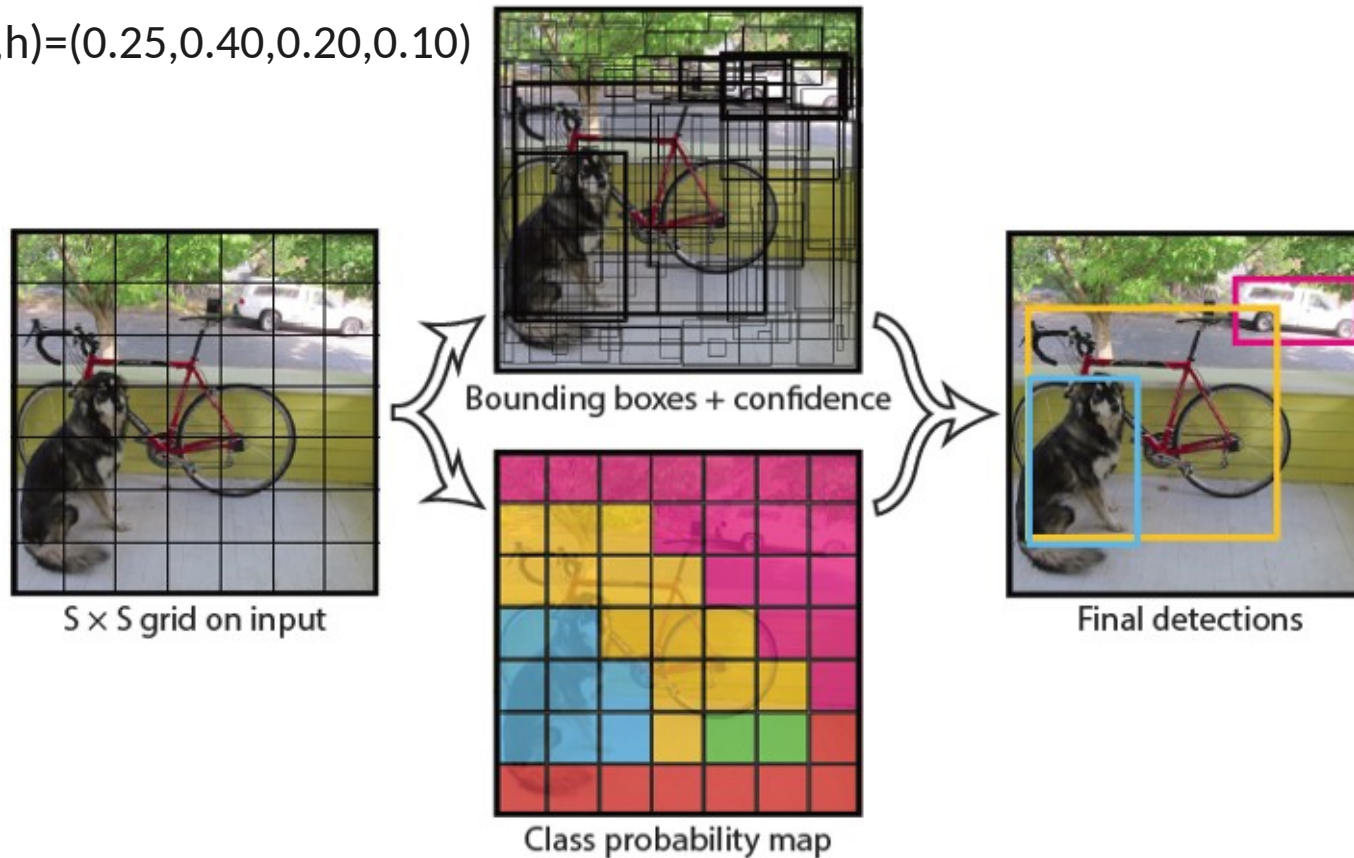 ,h)=(0.25,0.40,0.20,0.10)
Bounding boxes + confidence
S × S grid on input
Final detections
Class probability map